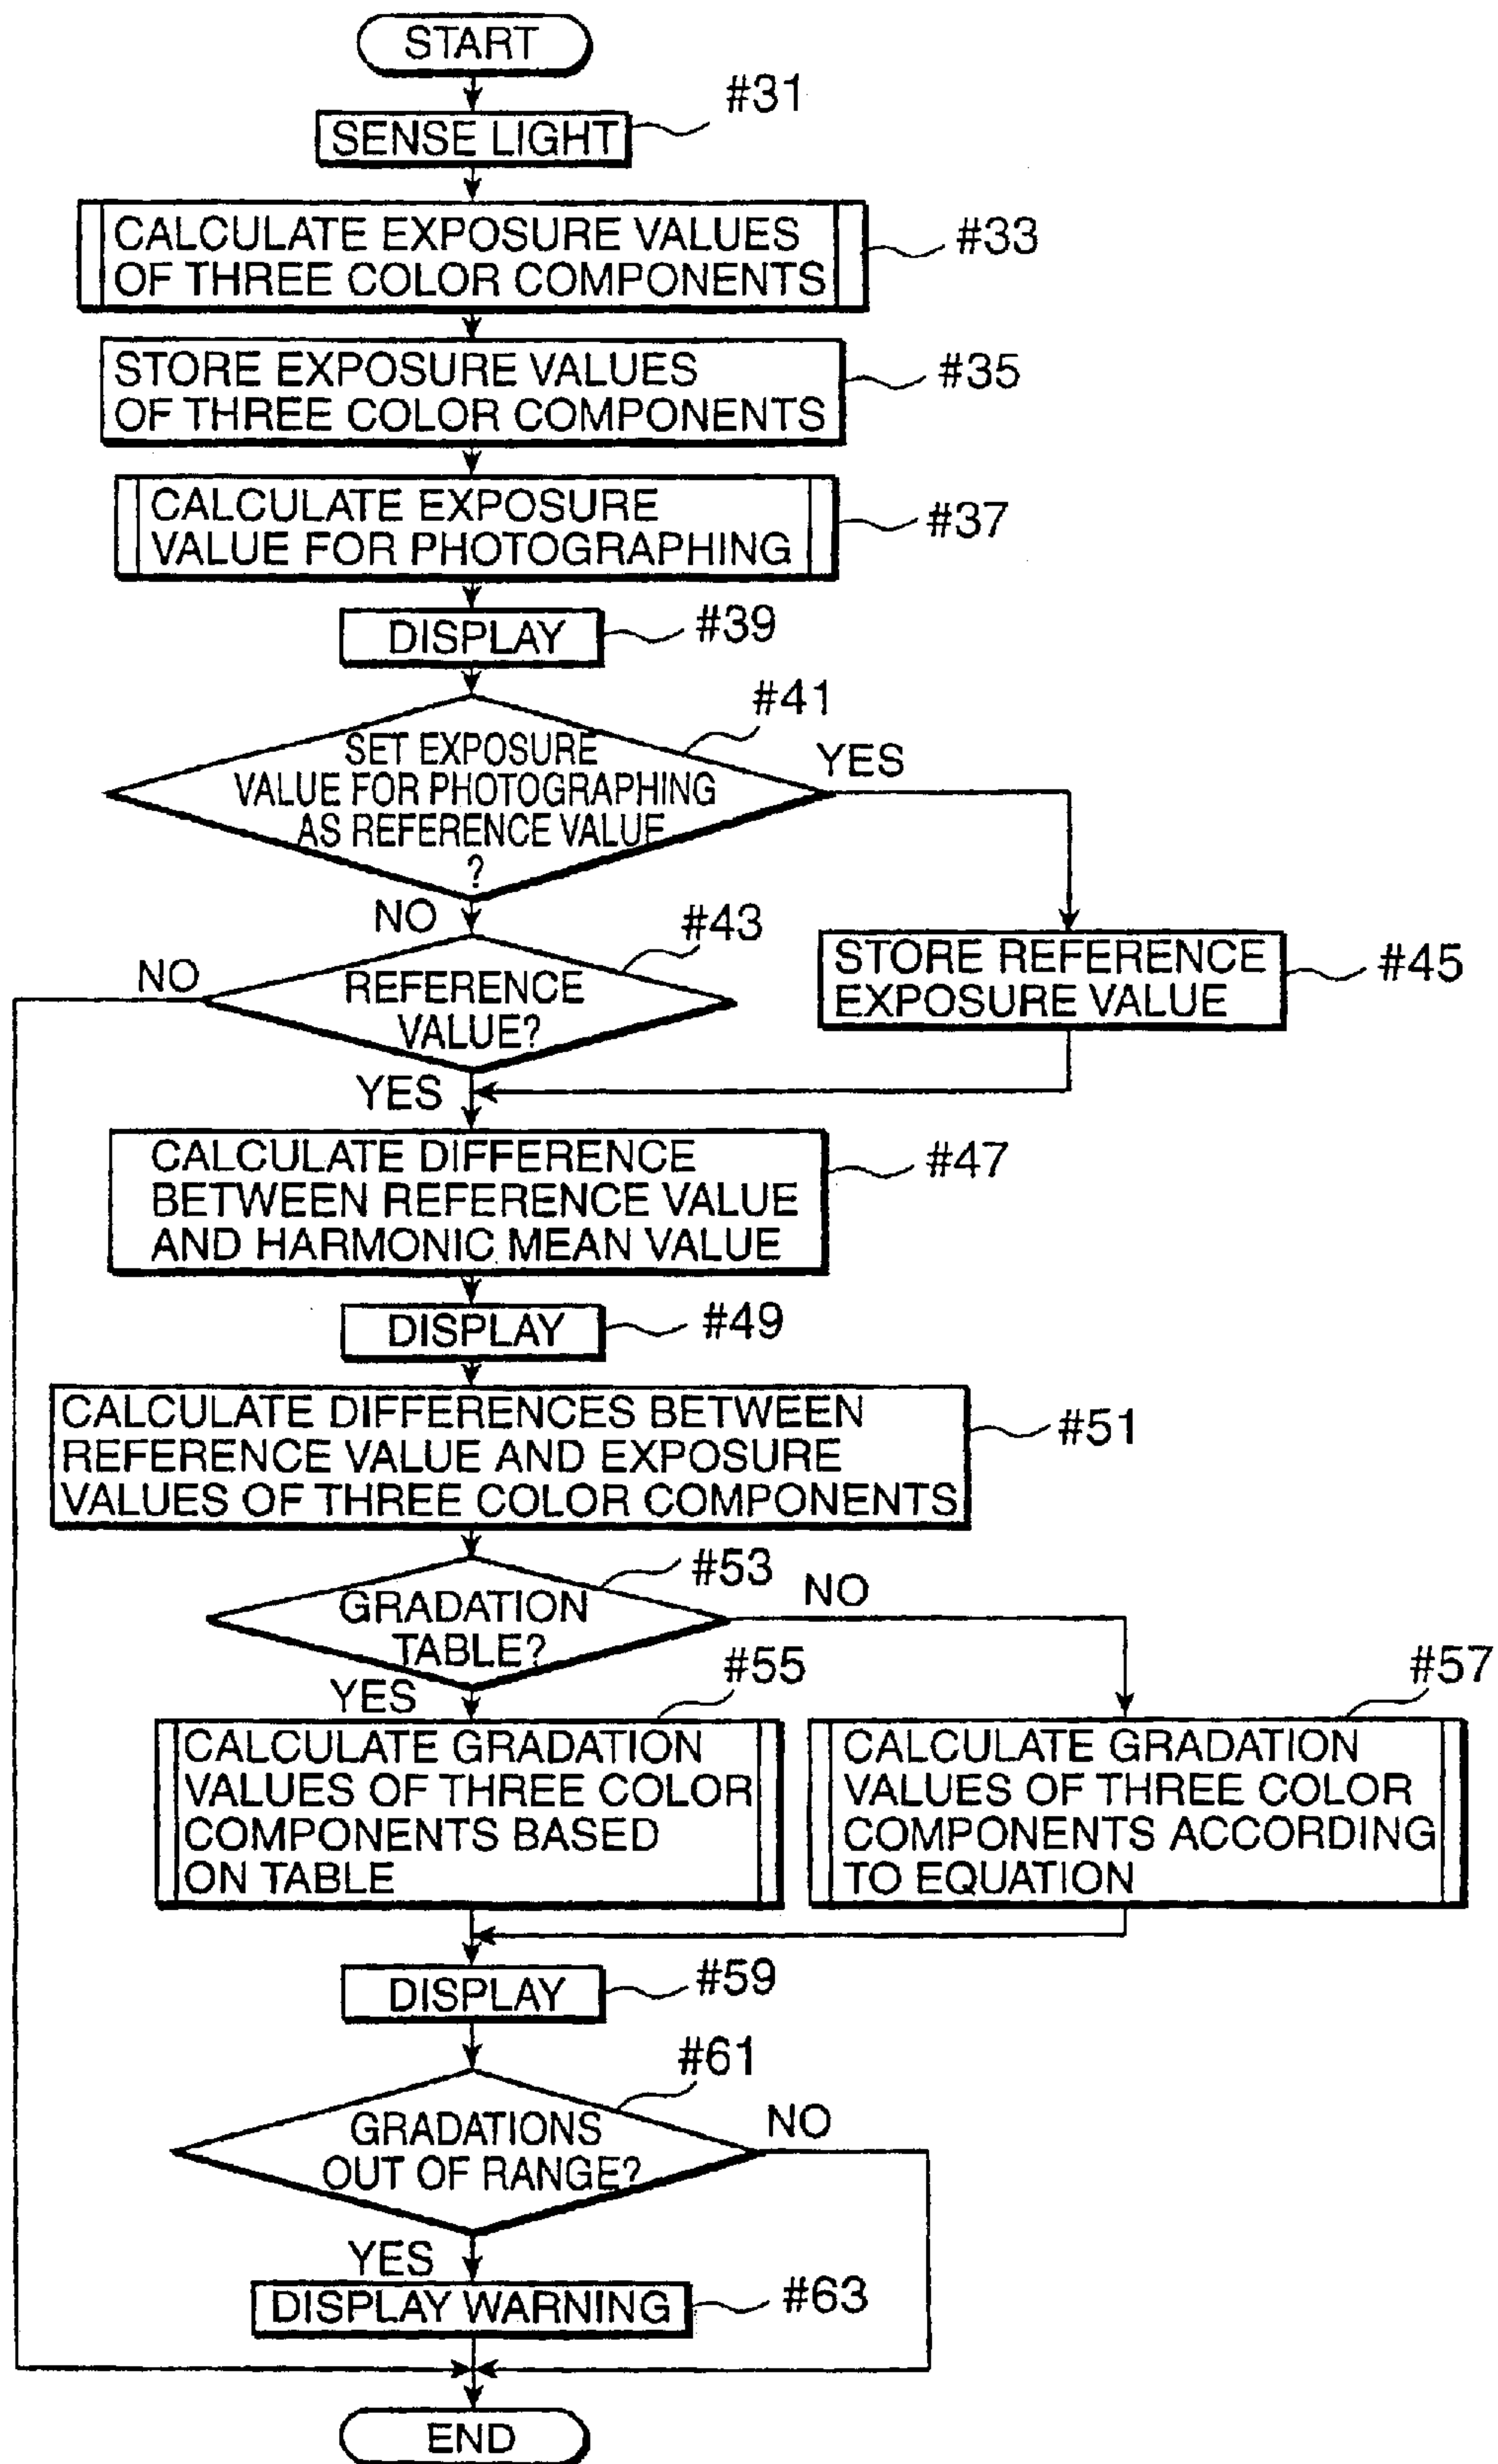 START
#31
SENSE LIGHT
CALCULATE EXPOSURE VALUES
OF THREE COLOR COMPONENTS
#33
STORE EXPOSURE VALUES
OF THREE COLOR COMPONENTS
#35
CALCULATE EXPOSURE
VALUE FOR PHOTOGRAPHING
#37
DISPLAY
#39
#41
SET EXPOSURE
VALUE FOR PHOTOGRAPHING
AS REFERENCE VALUE
?
YES
NO
#43
NO
REFERENCE
VALUE?
STORE REFERENCE
EXPOSURE VALUE
#45
YES
CALCULATE DIFFERENCE
BETWEEN REFERENCE VALUE
AND HARMONIC MEAN VALUE
#47
DISPLAY
#49
CALCULATE DIFFERENCES BETWEEN
REFERENCE VALUE AND EXPOSURE
VALUES OF THREE COLOR COMPONENTS
#51
#53
GRADATION
TABLE?
NO
YES
#55
CALCULATE GRADATION
VALUES OF THREE COLOR
COMPONENTS BASED
ON TABLE
#57
CALCULATE GRADATION
VALUES OF THREE COLOR
COMPONENTS ACCORDING
TO EQUATION
DISPLAY
#59
#61
GRADATIONS
OUT OF RANGE?
NO
YES
DISPLAY WARNING
#63
END